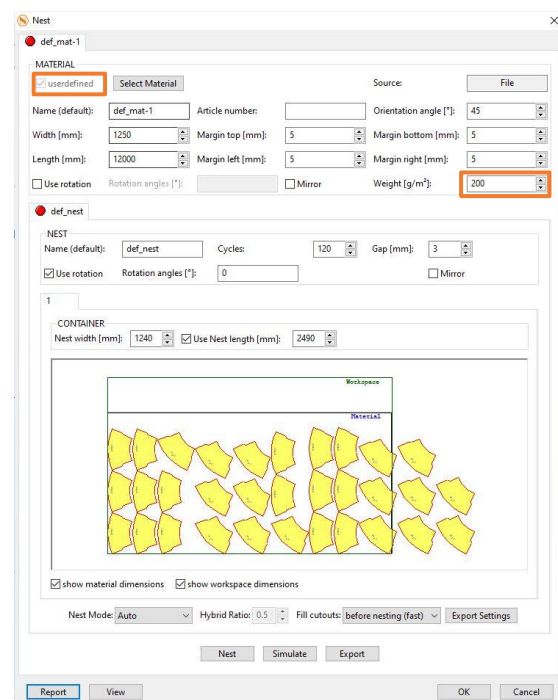 Nest
def_mat-1
MATERIAL
userdefined Select Material Source: File
Name (default): def_mat-1 Article number: Orientation angle [°]: 45
Width [mm]: 1250 Margin top [mm]: 5 Margin bottom [mm]: 5
Length [mm]: 12000 Margin left [mm]: 5 Margin right [mm]: 5
Use rotation Rotation angles [°]: Mirror Weight [g/m²]: 200
def_nest
NEST
Name (default): def_nest Cycles: 120 Gap [mm]: 3
Use rotation Rotation angles [°]: 0 Mirror
1
CONTAINER
Nest width [mm]: 1240 Use Nest length [mm]: 2490
Workspace
Material
show material dimensions show workspace dimensions
Nest Mode: Auto Hybrid Ratio: 0.5 Fill cutouts: before nesting (fast) Export Settings
Nest Simulate Export
Report View OK Cancel